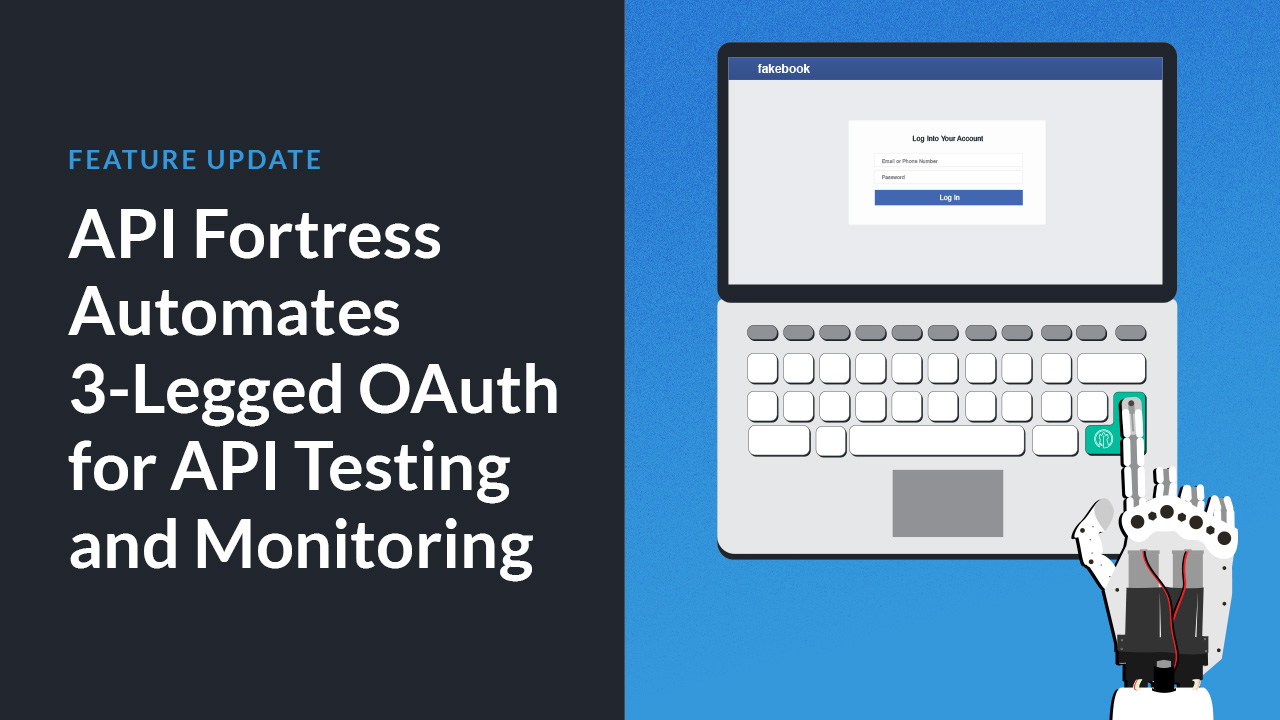 FEATURE UPDATE
API Fortress
Automates
3-Legged OAuth
for API Testing
and Monitoring
fakebook
Log Into Your Account
Email or Phone Number
Password
Log In